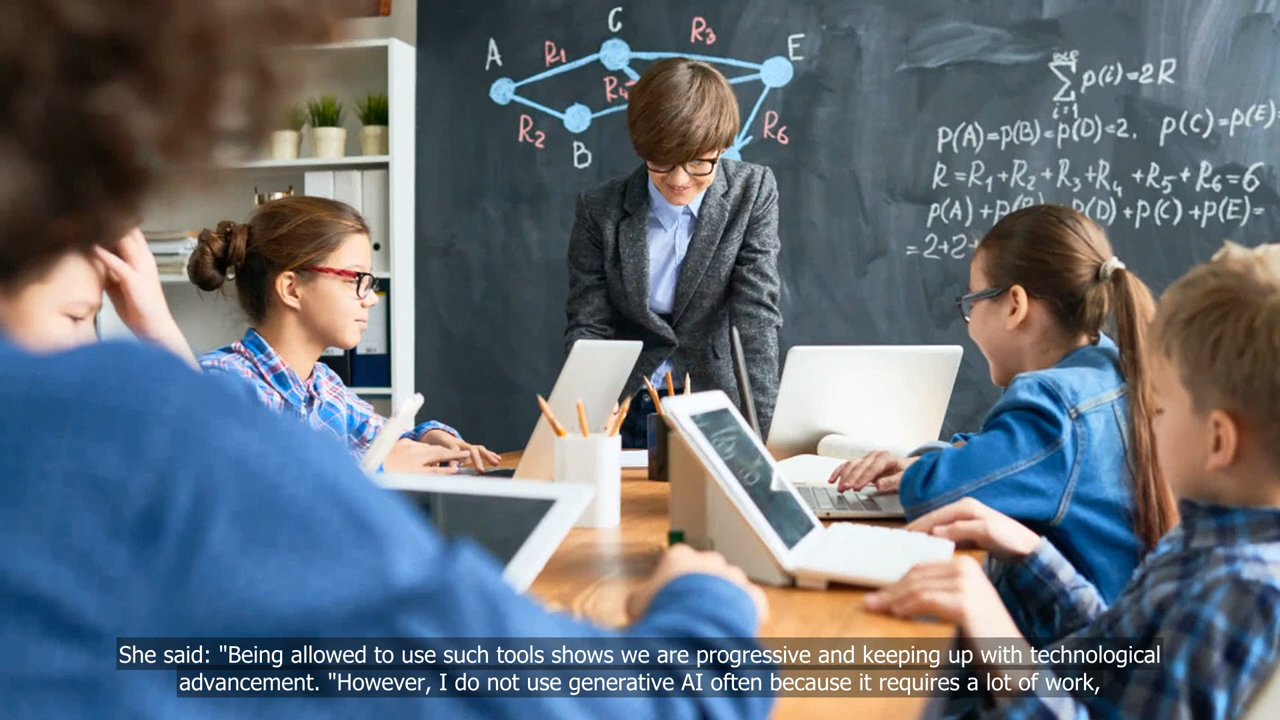 C
R3
A
R1
E
R4
R2
R6
B
∞
∑ p(i)=2R
i=1
P(A)=P(B)=P(D)=2, P(C)=P(E)=
R=R1+R2+R3+R4+R5+R6=6
P(A)+P(B)+P(D)+P(C)+P(E)=
=2+2+
She said: "Being allowed to use such tools shows we are progressive and keeping up with technological
advancement. "However, I do not use generative AI often because it requires a lot of work,